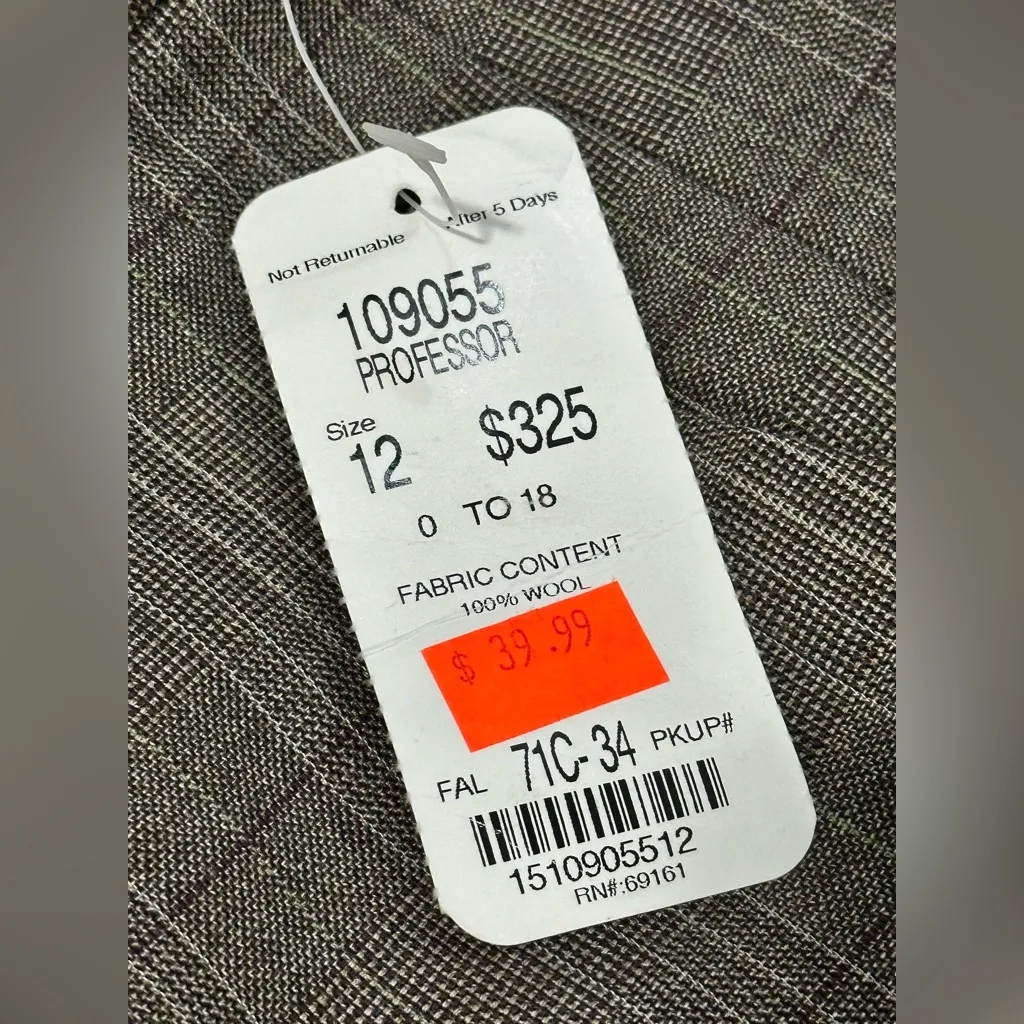 Not Returnable After 5 Days
109055
PROFESSOR
Size
12 $325
0 TO 18
FABRIC CONTENT
100% WOOL
$ 39.99
FAL 71C-34 PKUP#
1510905512
RN#:69161